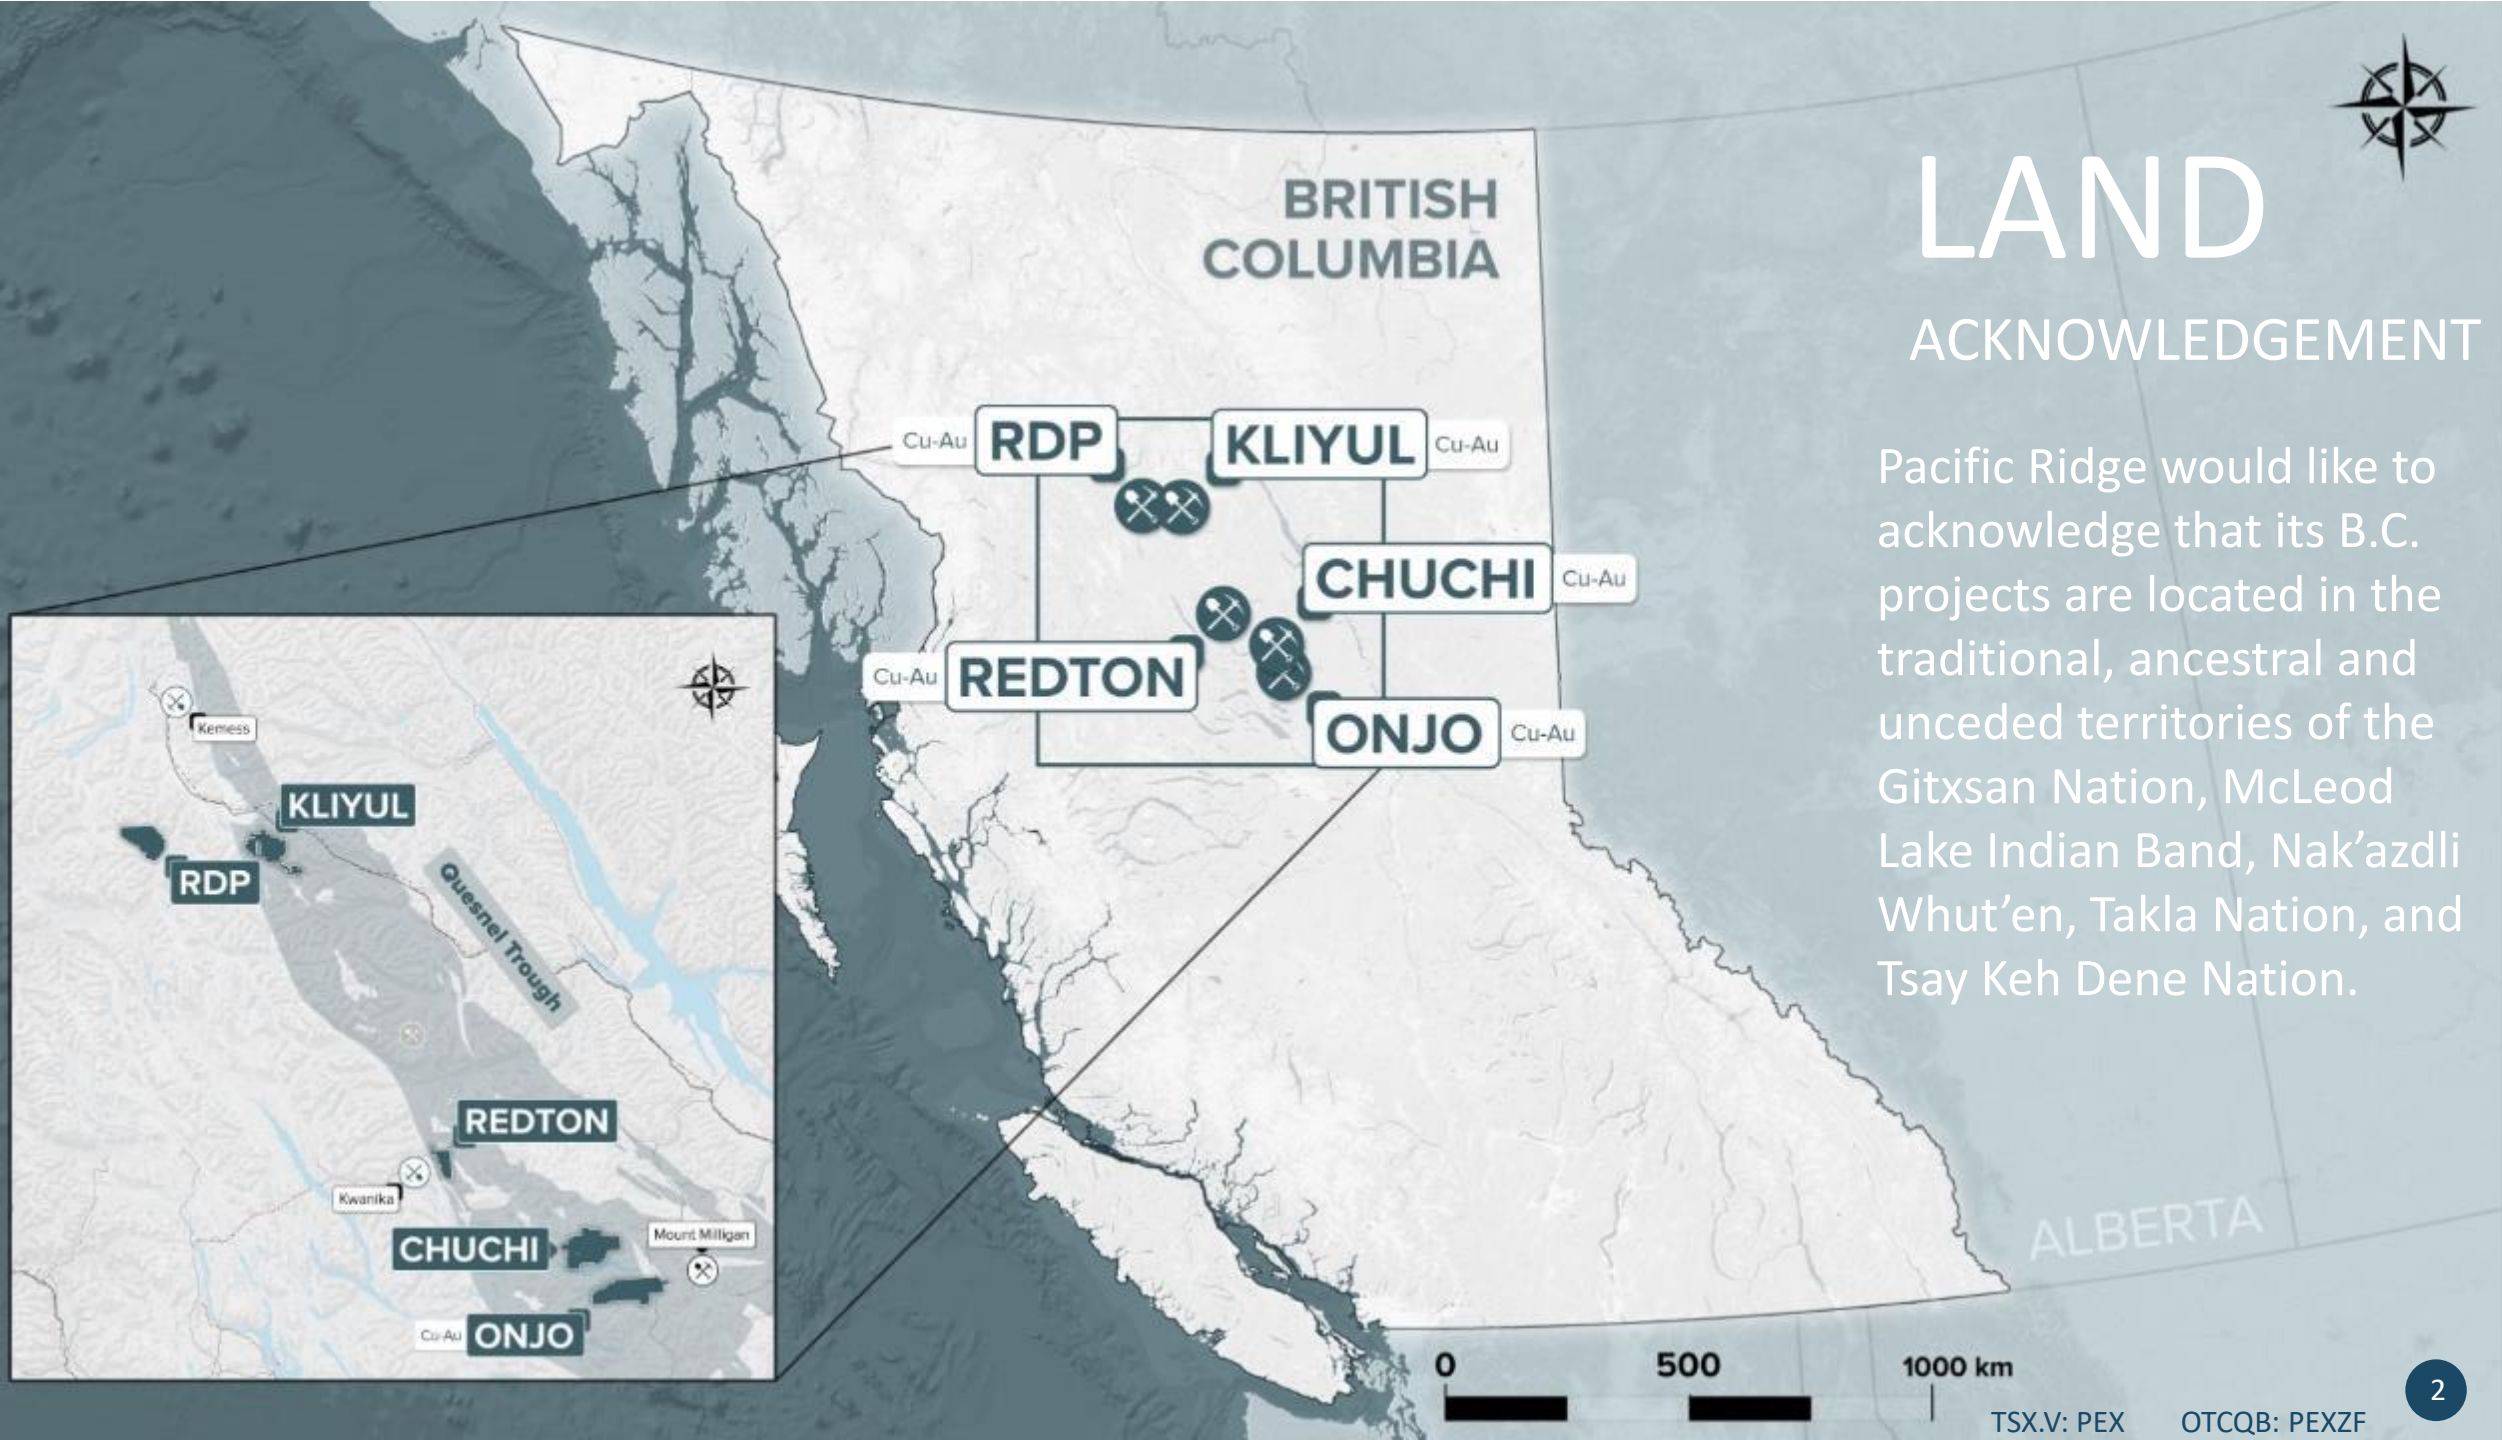 BRITISH
COLUMBIA
Cu-Au RDP
KLIYUL Cu-Au
CHUCHI Cu-Au
Cu-Au REDTON
ONJO Cu-Au
Kemess
KLIYUL
RDP
Quesnel Trough
REDTON
Kwanika
CHUCHI
Mount Milligan
Cu-Au ONJO
LAND
ACKNOWLEDGEMENT
Pacific Ridge would like to
acknowledge that its B.C.
projects are located in the
traditional, ancestral and
unceded territories of the
Gitxsan Nation, McLeod
Lake Indian Band, Nak’azdli
Whut’en, Takla Nation, and
Tsay Keh Dene Nation.
ALBERTA
0 500 1000 km
2
TSX.V: PEX OTCQB: PEXZF